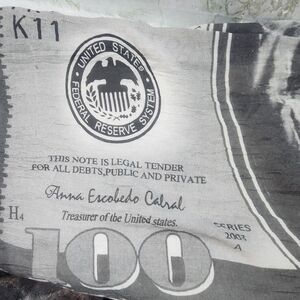 K11
UNITED STATES
FEDERAL RESERVE SYSTEM
THIS NOTE IS LEGAL TENDER
FOR ALL DEBTS,PUBLIC AND PRIVATE
Anna Escobedo Cabral
H4
Treasurer of the United states.
SERIES
2003
A
100